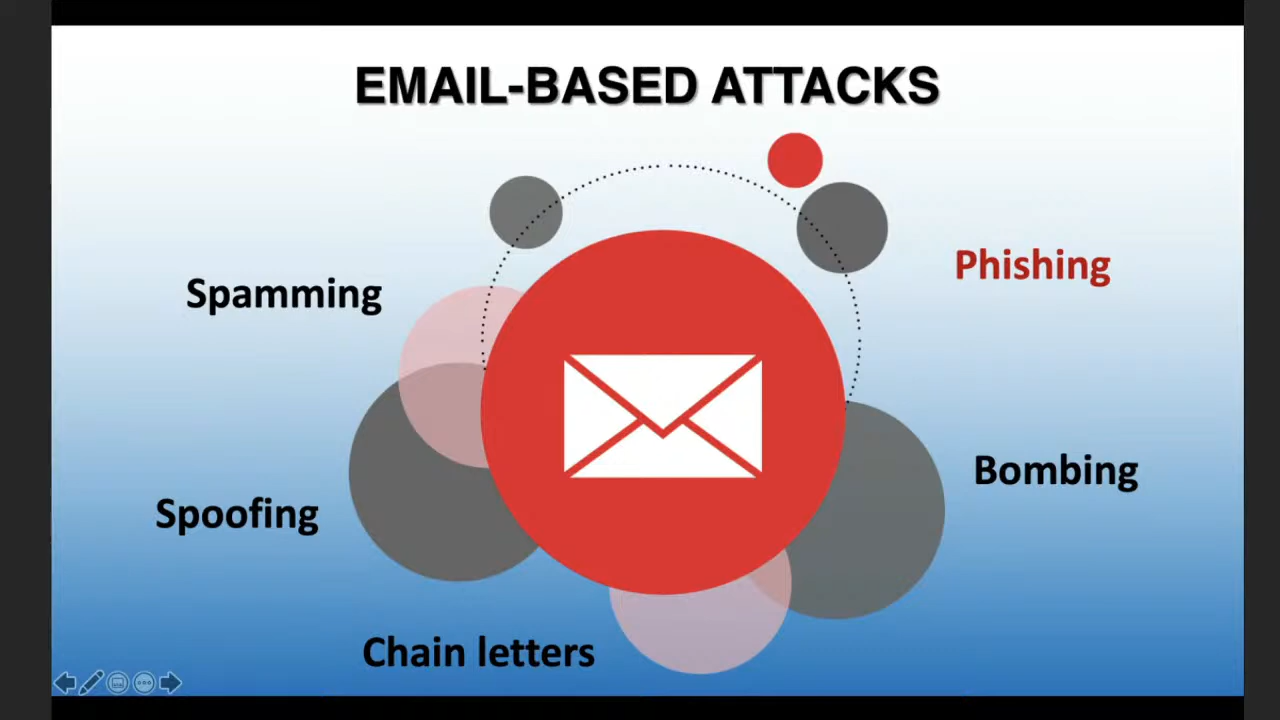 EMAIL-BASED ATTACKS
Phishing
Spamming
Bombing
Spoofing
Chain letters